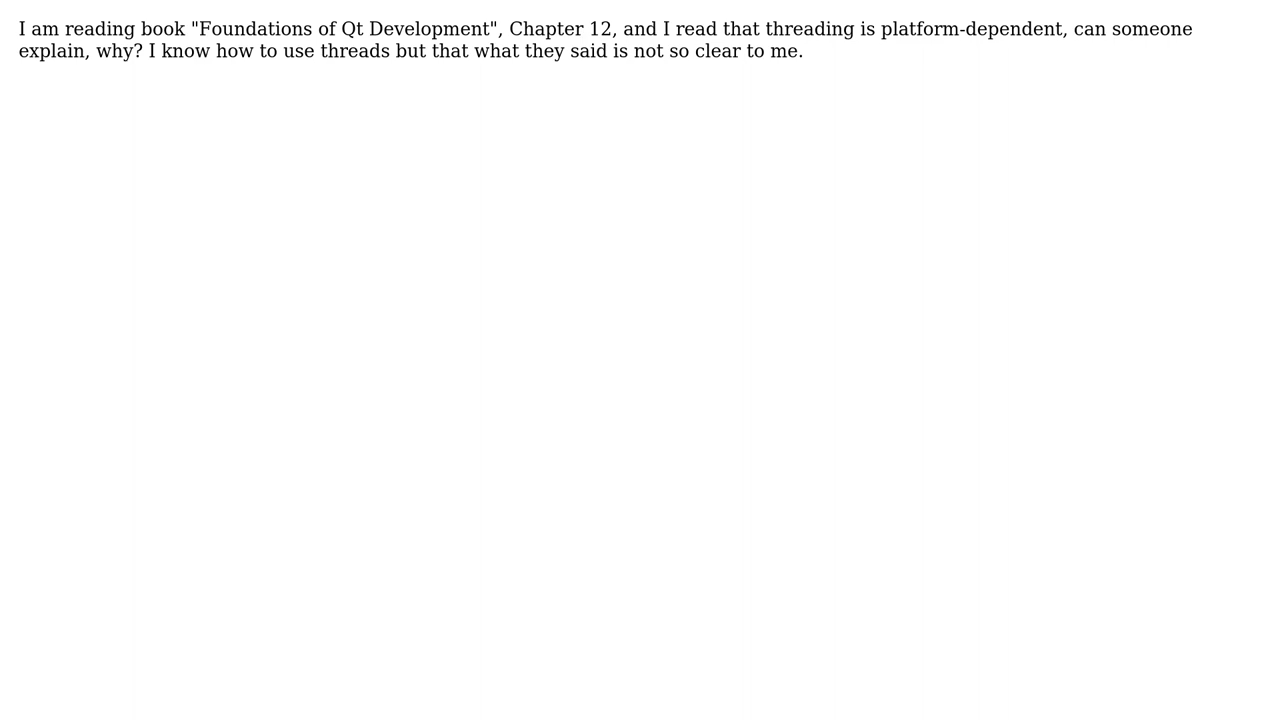 I am reading book "Foundations of Qt Development", Chapter 12, and I read that threading is platform-dependent, can someone
explain, why? I know how to use threads but that what they said is not so clear to me.